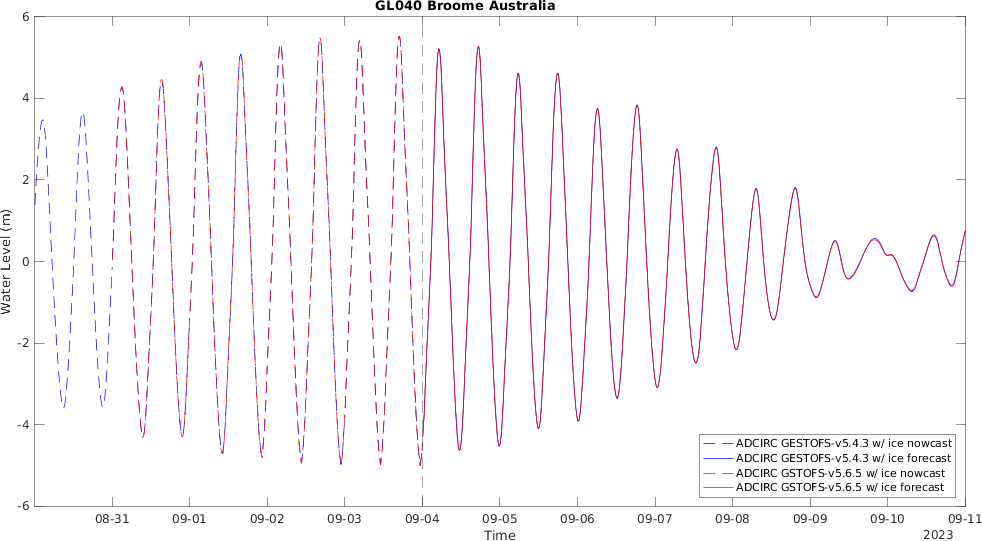 GL040 Broome Australia
6
4
2
0
-2
-4
-6
Water Level (m)
08-31 09-01 09-02 09-03 09-04 09-05 09-06 09-07 09-08 09-09 09-10 09-11
Time
2023
ADCIRC GESTOFS-v5.4.3 w/ ice nowcast
ADCIRC GESTOFS-v5.4.3 w/ ice forecast
ADCIRC GSTOFS-v5.6.5 w/ ice nowcast
ADCIRC GSTOFS-v5.6.5 w/ ice forecast